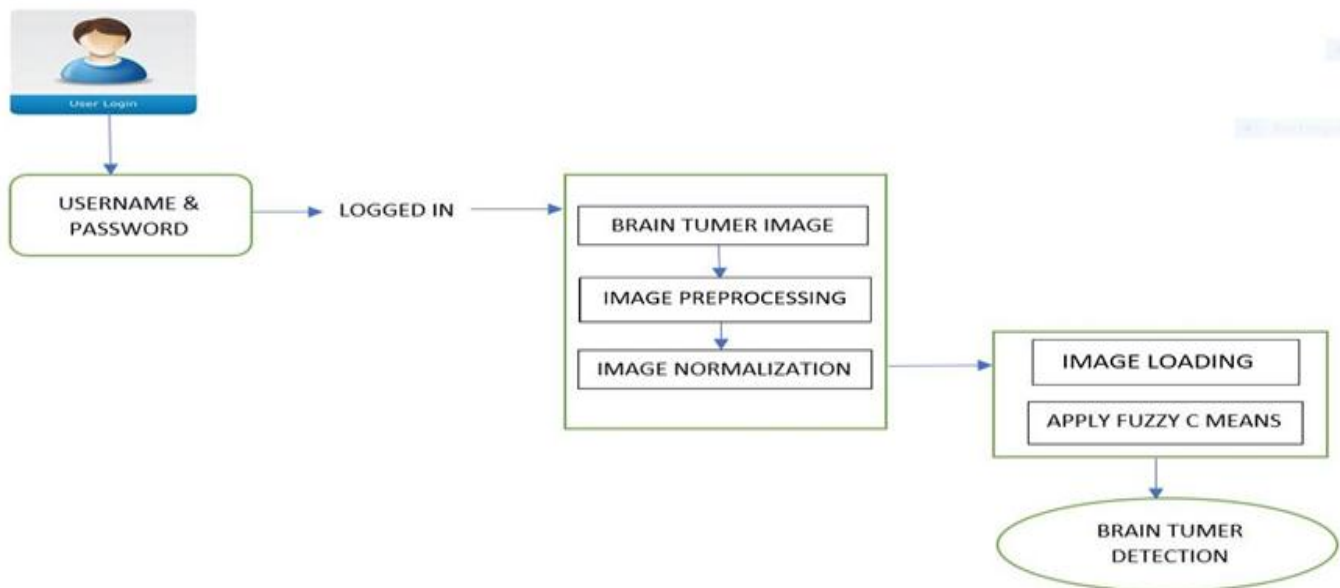 User Login
USERNAME &
PASSWORD
LOGGED IN
BRAIN TUMER IMAGE
IMAGE PREPROCESSING
IMAGE NORMALIZATION
IMAGE LOADING
APPLY FUZZY C MEANS
BRAIN TUMER
DETECTION